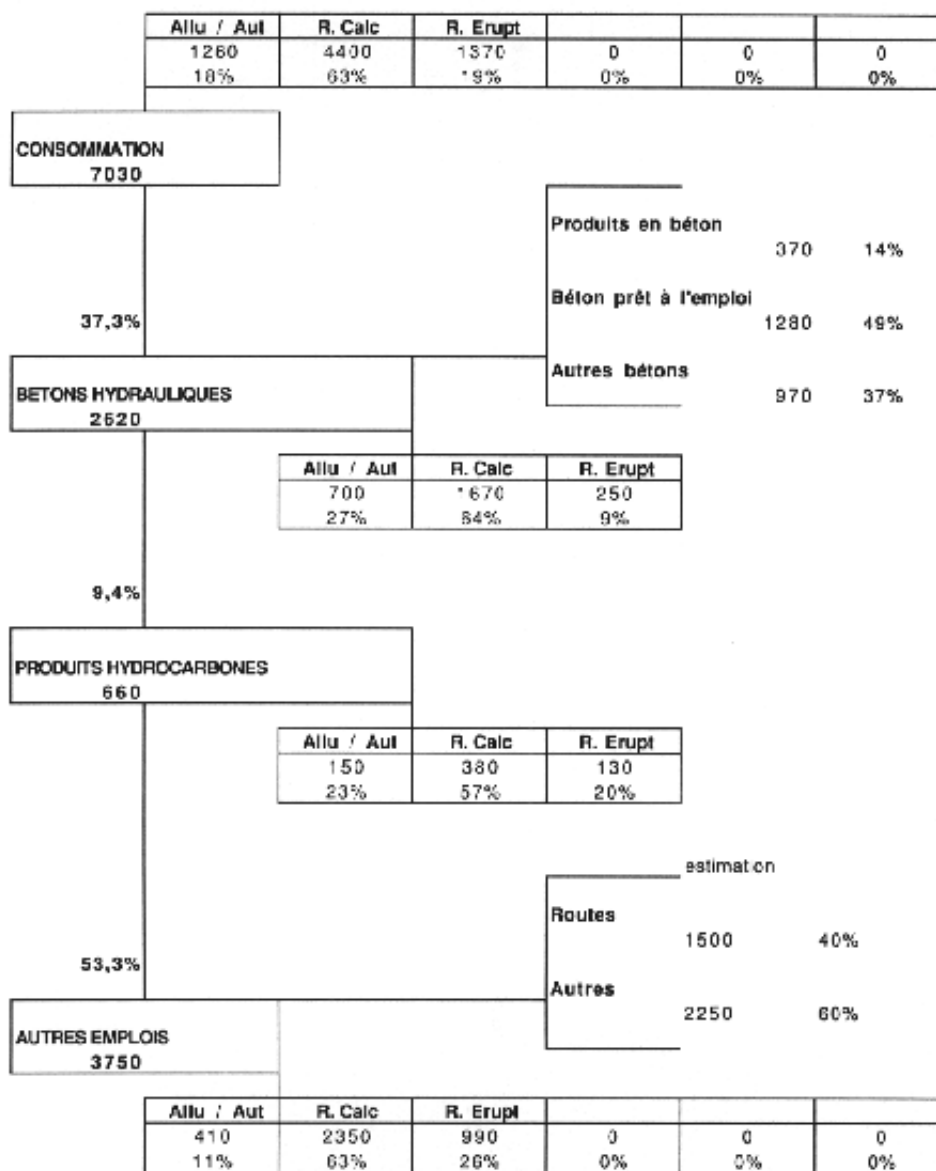 Allu / Aut R. Calc R. Erupt
1260 4400 1370 0 0 0
18% 63% 19% 0% 0% 0%
CONSOMMATION
7030
Produits en béton
370 14%
Béton prêt à l'emploi
37,3%
1280 49%
Autres bétons
BETONS HYDRAULIQUES
970 37%
2620
Allu / Aut R. Calc R. Erupt
700 1670 250
27% 64% 9%
9,4%
PRODUITS HYDROCARBONES
660
Allu / Aut R. Calc R. Erupt
150 380 130
23% 57% 20%
estimation
Routes
1500 40%
53,3%
Autres
2250 60%
AUTRES EMPLOIS
3750
Allu / Aut R. Calc R. Erupt
410 2350 990 0 0 0
11% 63% 26% 0% 0% 0%